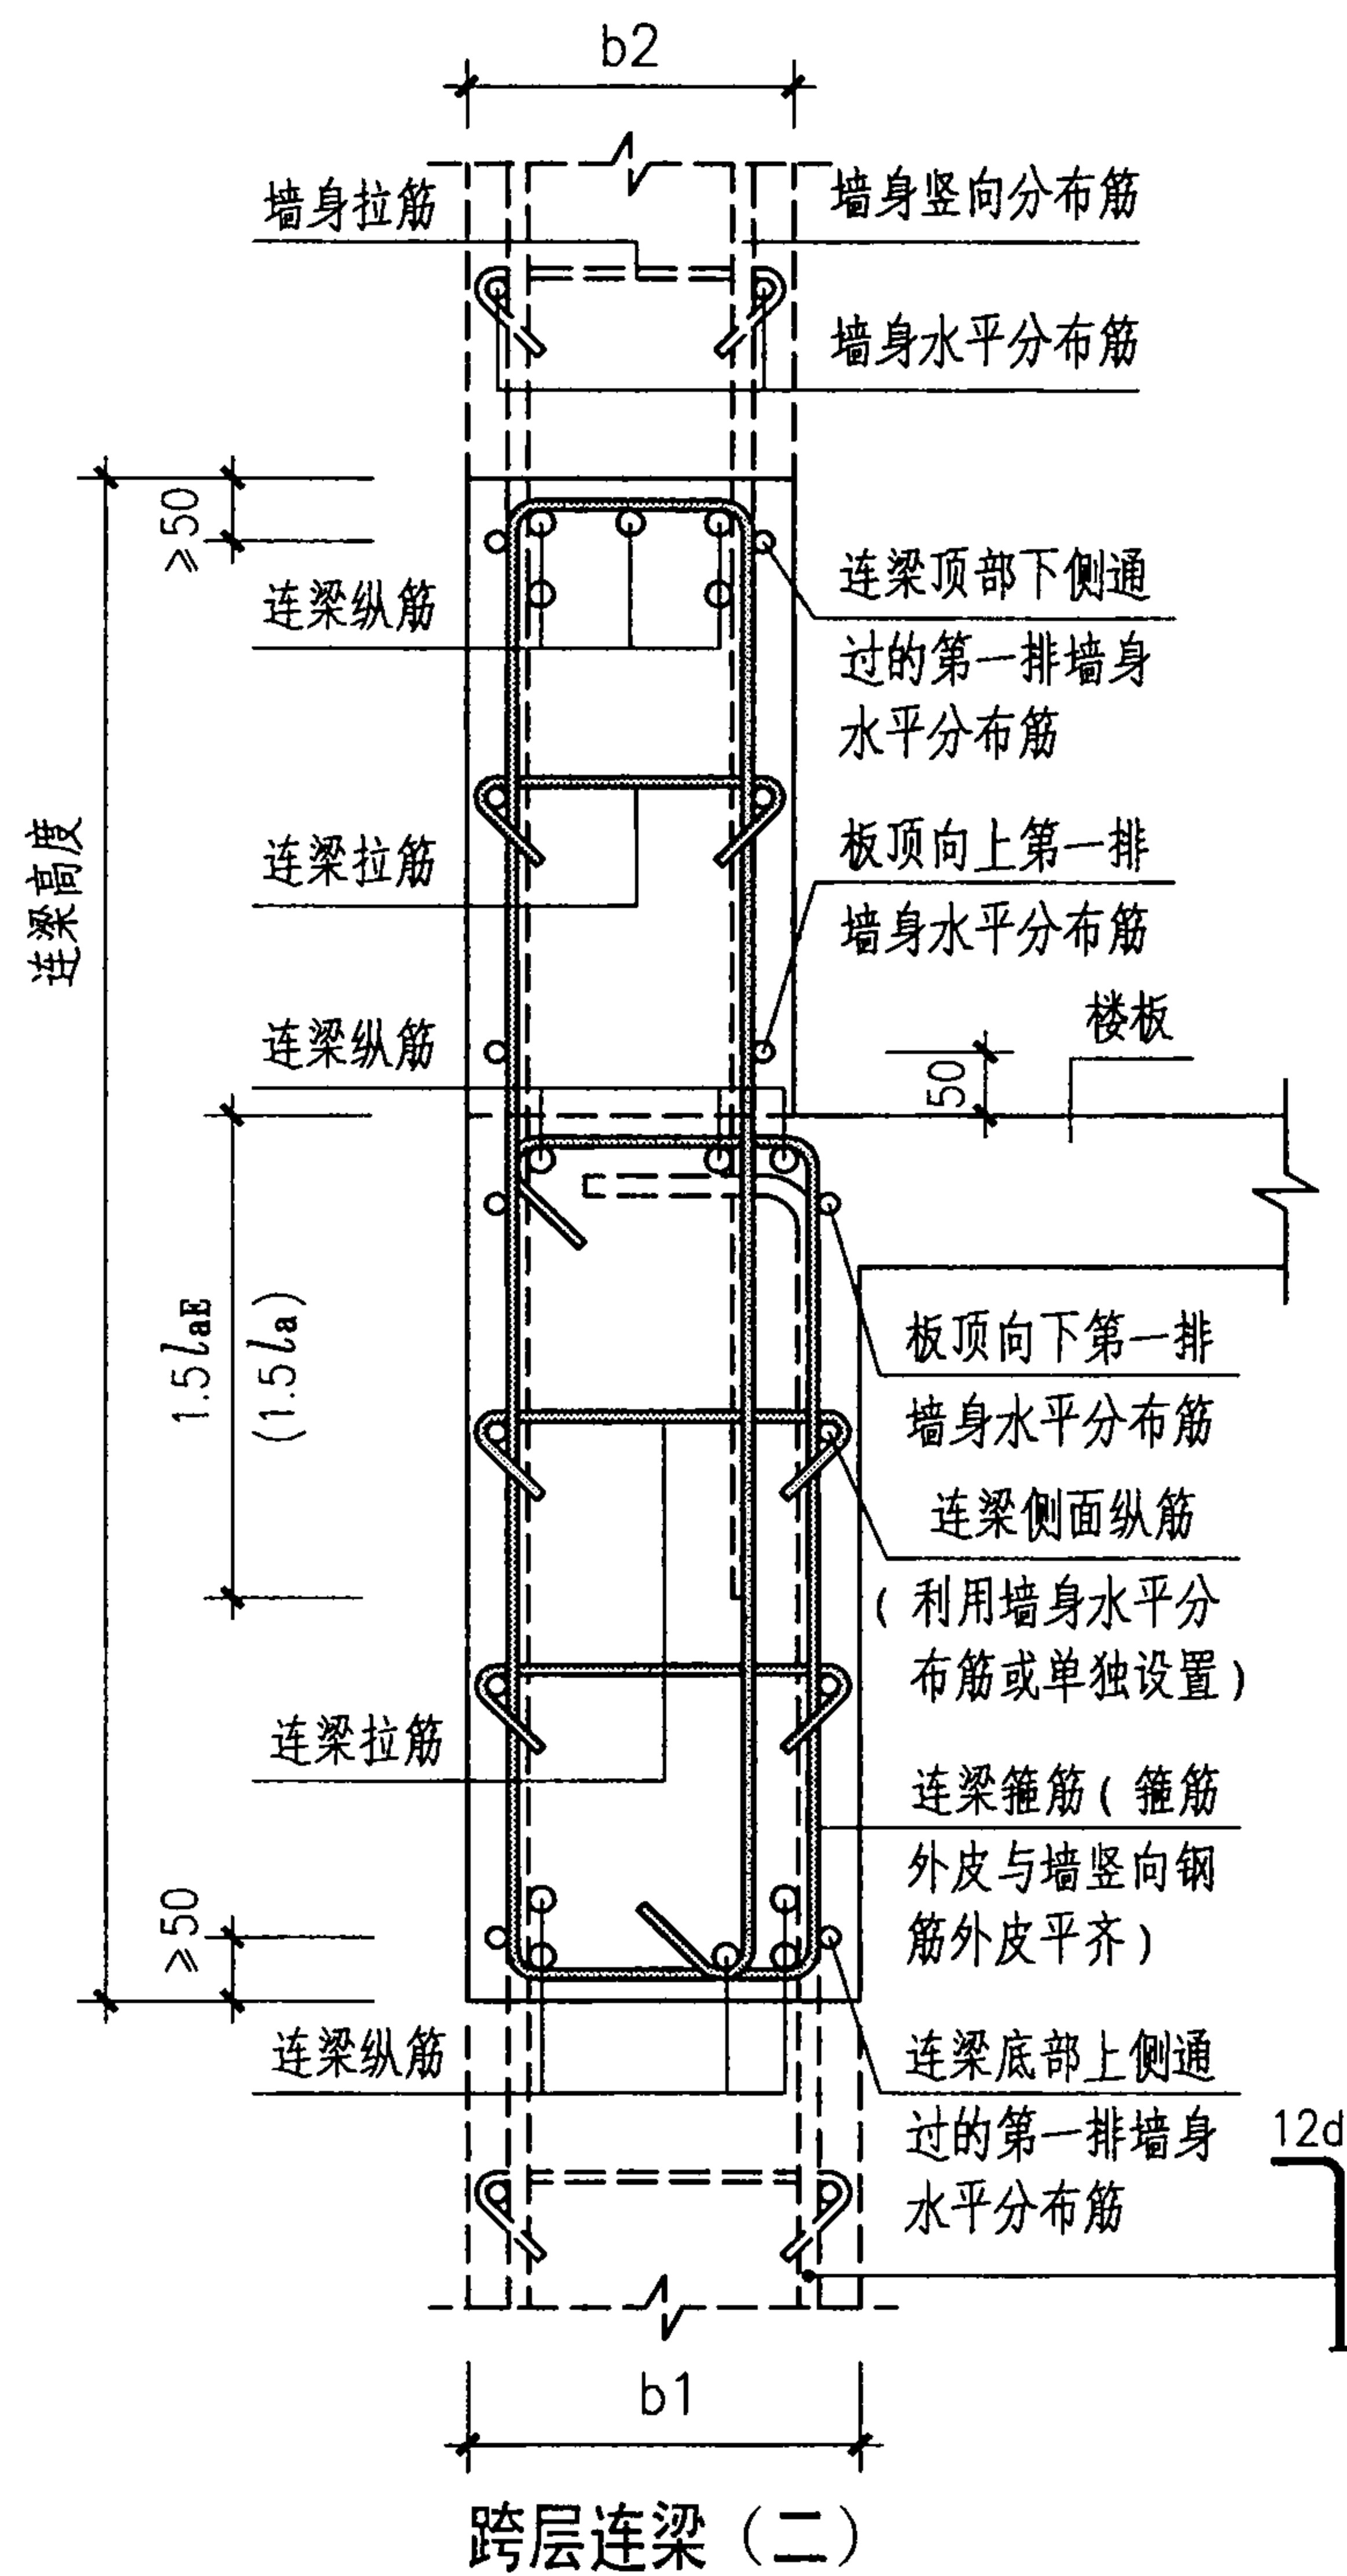 b2
墙身拉筋
墙身竖向分布筋
墙身水平分布筋
≥50
连梁纵筋
连梁顶部下侧通
过的第一排墙身
水平分布筋
连梁拉筋
板顶向上第一排
墙身水平分布筋
连梁高度
连梁纵筋
楼板
50
1.5laE
(1.5la)
板顶向下第一排
墙身水平分布筋
连梁侧面纵筋
(利用墙身水平分
布筋或单独设置)
连梁拉筋
连梁箍筋(箍筋
外皮与墙竖向钢
筋外皮平齐)
≥50
连梁纵筋
连梁底部上侧通
过的第一排墙身
水平分布筋
12d
b1
跨层连梁(二)